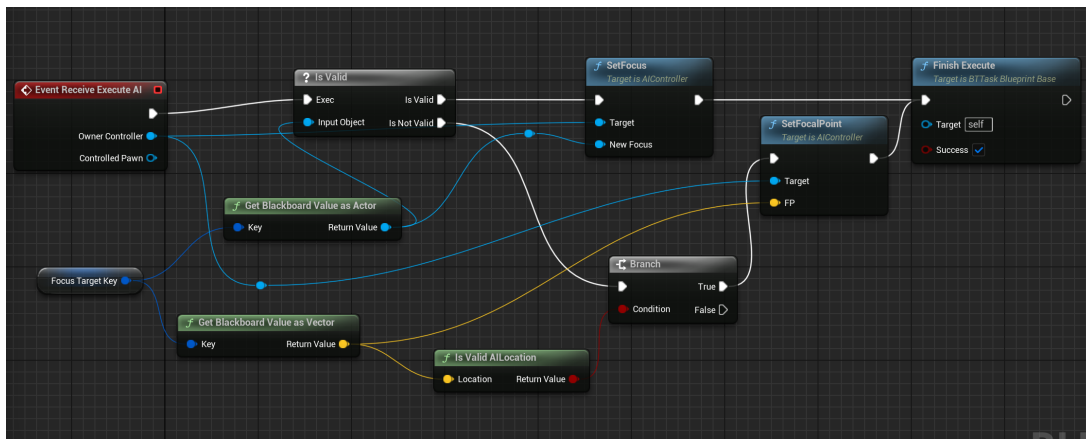 Event Receive Execute AI
Owner Controller
Controlled Pawn
? Is Valid
Exec
Is Valid
Input Object
Is Not Valid
f SetFocus
Target is AIController
Target
New Focus
f SetFocalPoint
Target is AIController
Target
FP
f Finish Execute
Target is BTTask Blueprint Base
Target self
Success
f Get Blackboard Value as Actor
Key
Return Value
Focus Target Key
f Get Blackboard Value as Vector
Key
Return Value
f Is Valid AILocation
Location
Return Value
Branch
True
Condition
False